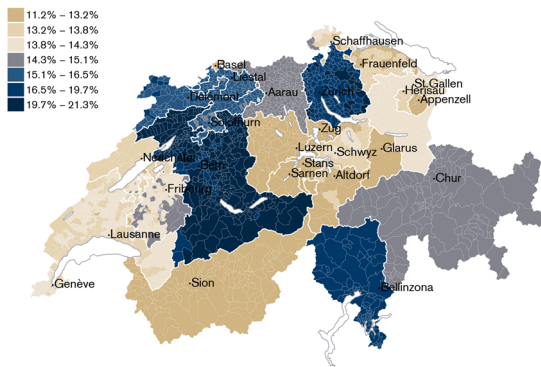 11.2% – 13.2%
13.2% – 13.8%
13.8% – 14.3%
14.3% – 15.1%
15.1% – 16.5%
16.5% – 19.7%
19.7% – 21.3%
Schaffhausen
Basel
Frauenfeld
Liestal
St.Gallen
Delémont
Aarau
Zürich
Herisau
Appenzell
Solothurn
Zug
Neuchâtel
Luzern
Schwyz
Glarus
Bern
Stans
Sarnen
Altdorf
Chur
Fribourg
Lausanne
Genève
Sion
Bellinzona